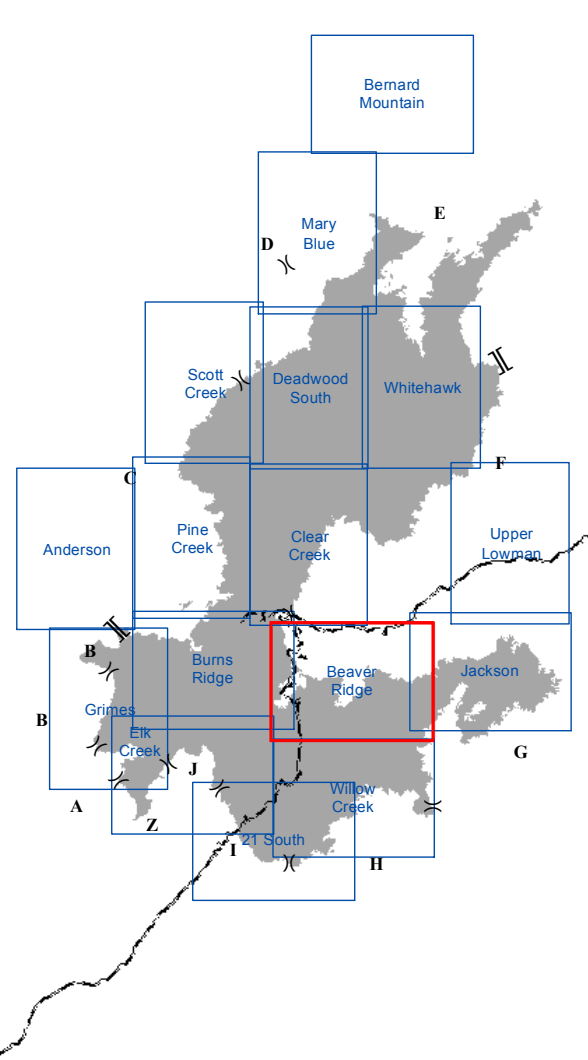 Bernard
Mountain
Mary
Blue
E
D
Scott
Creek
Deadwood
South
Whitehawk
C
F
Anderson
Pine
Creek
Clear
Creek
Upper
Lowman
B
Burns
Ridge
Beaver
Ridge
Jackson
B
Grimes
Elk
Creek
G
A
J
Z
Willow
Creek
I
21 South
H